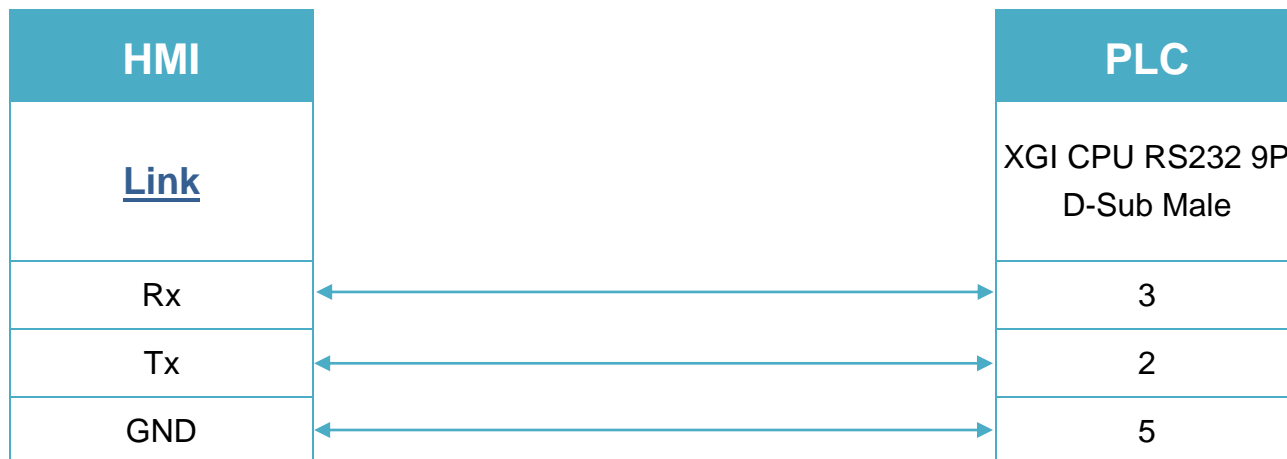 HMI PLC
Link XGI CPU RS232 9P
D-Sub Male
Rx 3
Tx 2
GND 5